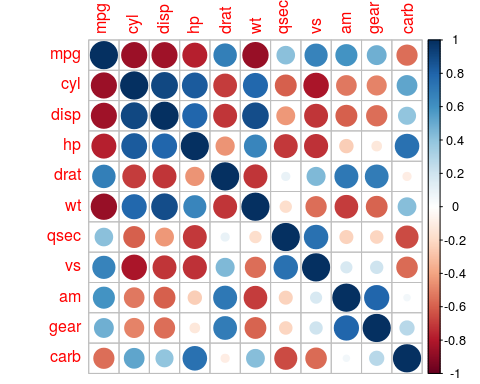 mpg cyl disp hp drat wt qsec vs am gear carb
mpg
cyl
disp
hp
drat
wt
qsec
vs
am
gear
carb
1
0.8
0.6
0.4
0.2
0
-0.2
-0.4
-0.6
-0.8
-1